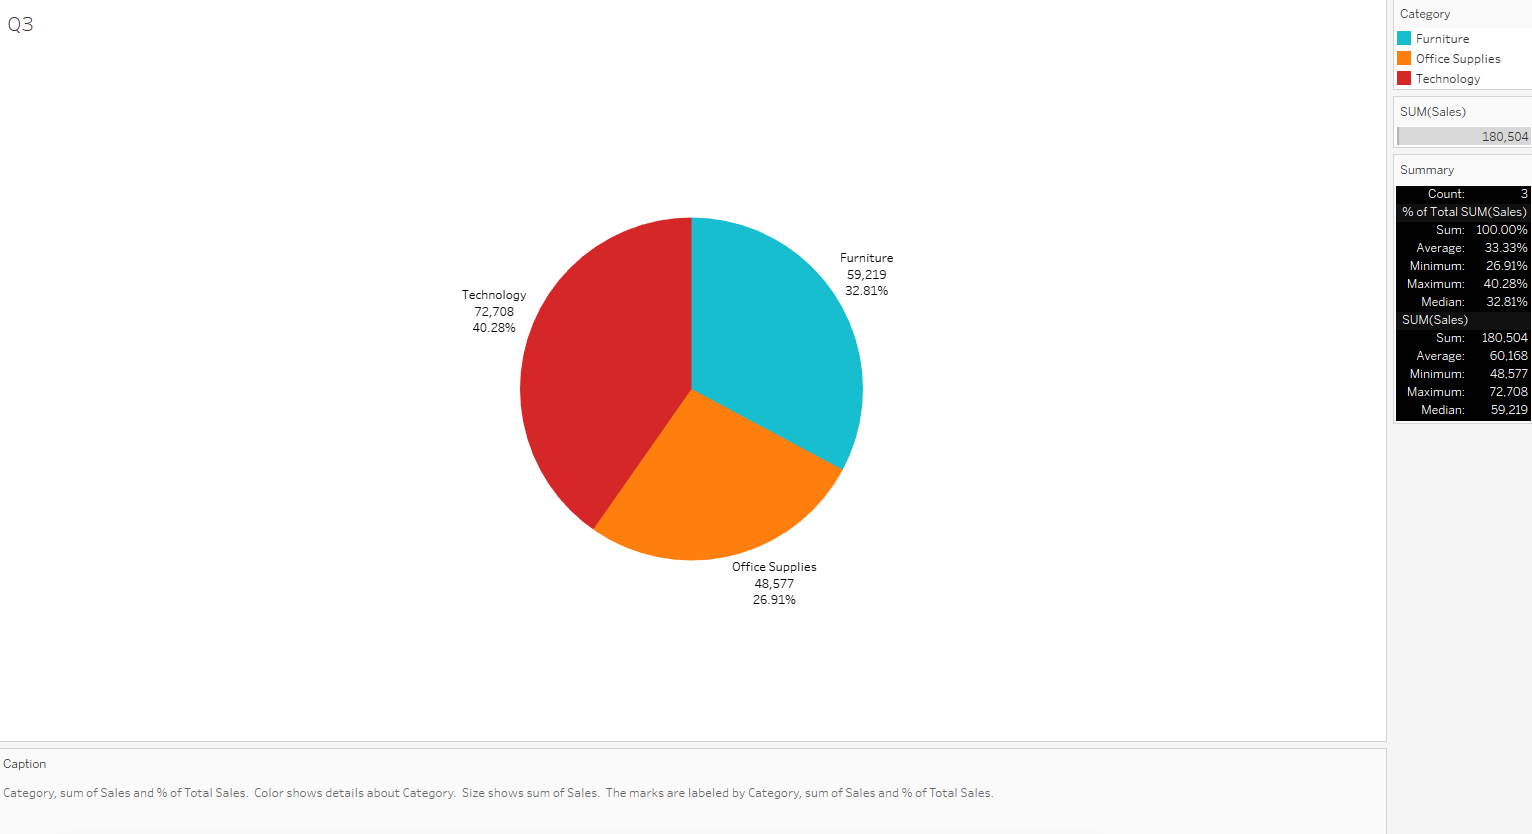 Q3
Technology
72,708
40.28%
Furniture
59,219
32.81%
Office Supplies
48,577
26.91%
Category
Furniture
Office Supplies
Technology
SUM(Sales)
180,504
Summary
Count: 3
% of Total SUM(Sales)
Sum: 100.00%
Average: 33.33%
Minimum: 26.91%
Maximum: 40.28%
Median: 32.81%
SUM(Sales)
Sum: 180,504
Average: 60,168
Minimum: 48,577
Maximum: 72,708
Median: 59,219
Caption
Category, sum of Sales and % of Total Sales.  Color shows details about Category.  Size shows sum of Sales.  The marks are labeled by Category, sum of Sales and % of Total Sales.